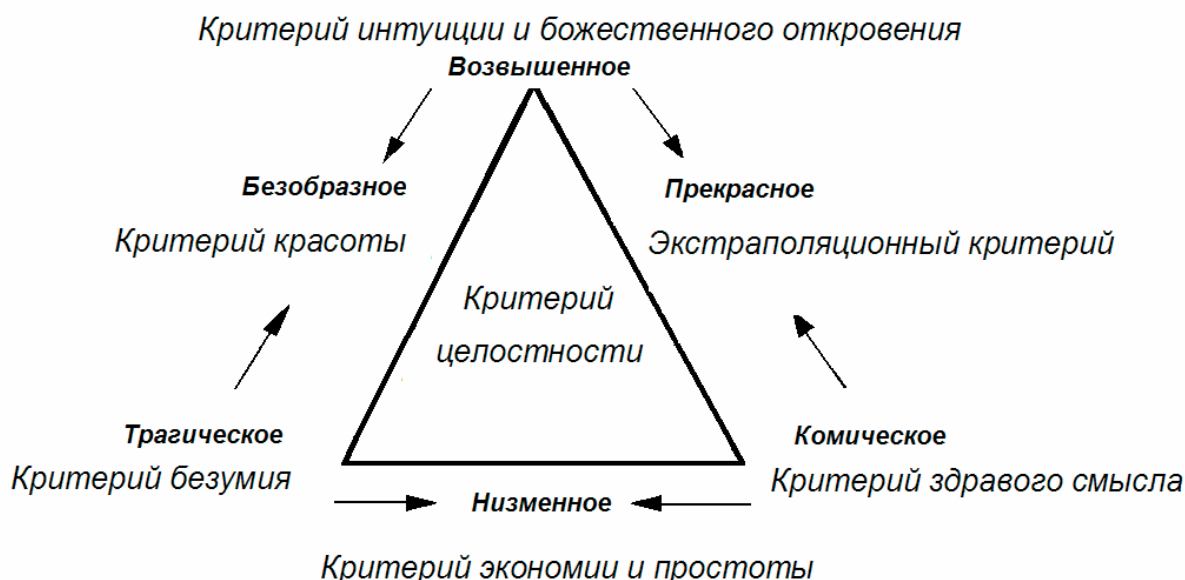 Критерий интуиции и божественного откровения
Возвышенное
Безобразное
Прекрасное
Критерий красоты
Экстраполяционный критерий
Критерий
целостности
Трагическое
Комическое
Критерий безумия
Критерий здравого смысла
Низменное
Критерий экономии и простоты